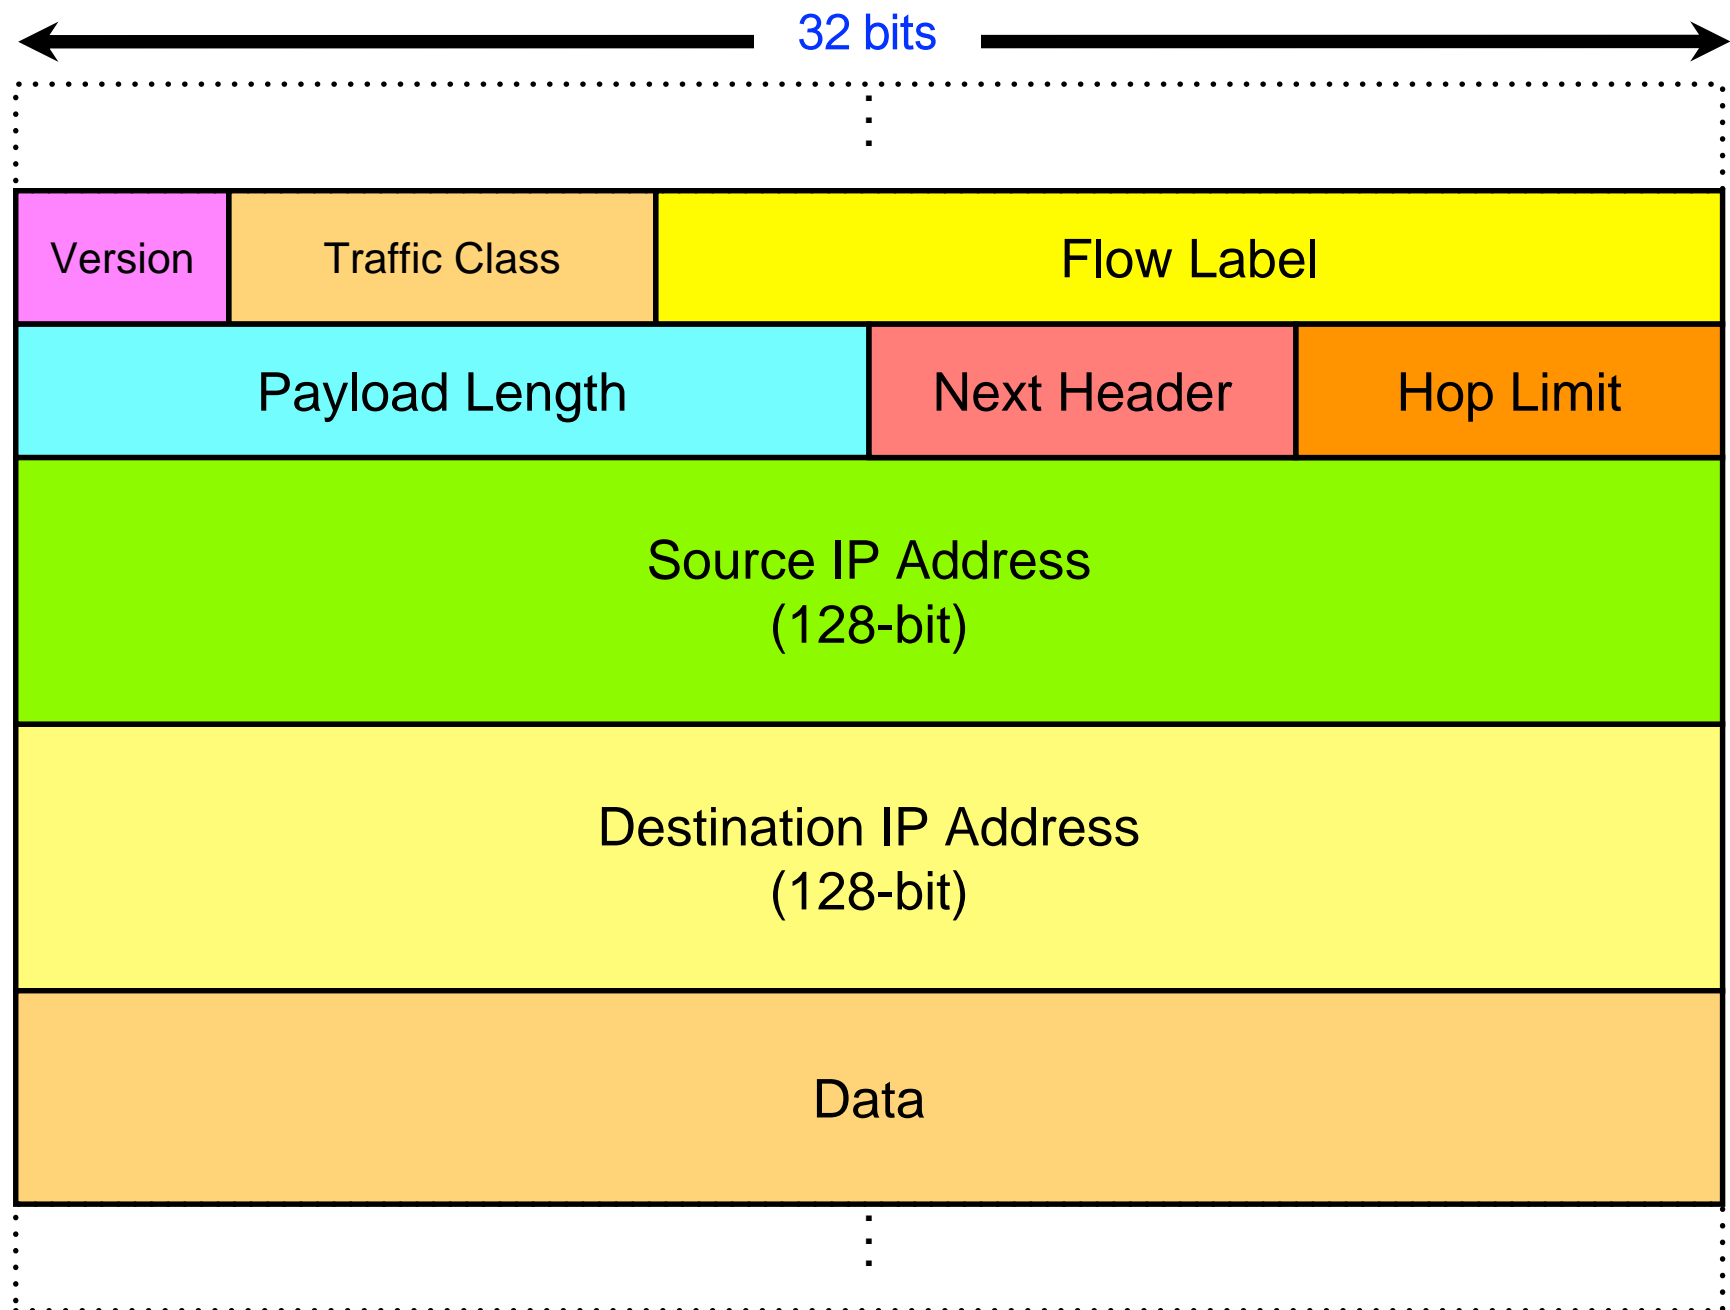 32 bits
Version
Traffic Class
Flow Label
Payload Length
Next Header
Hop Limit
Source IP Address
(128-bit)
Destination IP Address
(128-bit)
Data